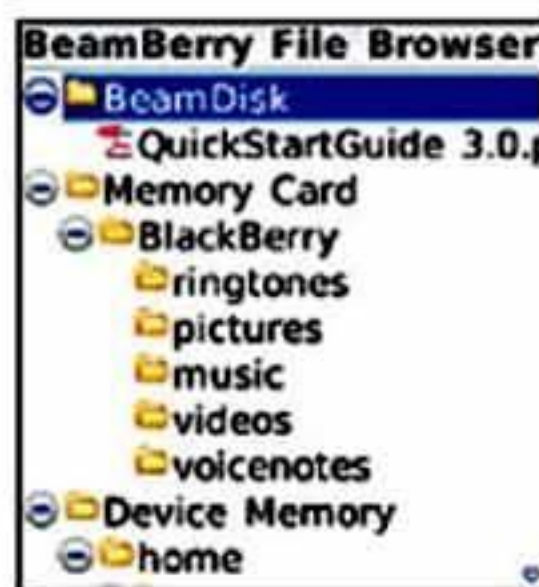 BeamBerry File Browser
BeamDisk
QuickStartGuide 3.0.p
Memory Card
BlackBerry
ringtones
pictures
music
videos
voicenotes
Device Memory
home